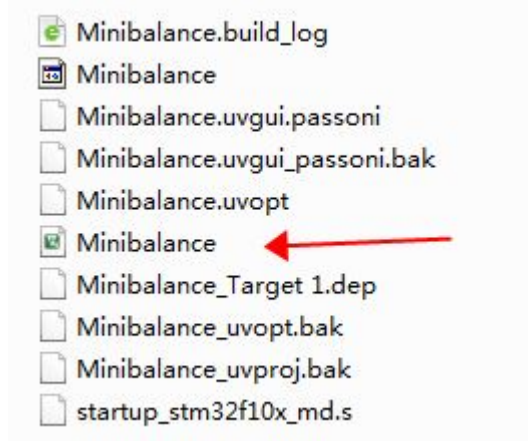 Minibalance.build_log
Minibalance
Minibalance.uvgui.passoni
Minibalance.uvgui_passoni.bak
Minibalance.uvopt
Minibalance
Minibalance_Target 1.dep
Minibalance_uvopt.bak
Minibalance_uvproj.bak
startup_stm32f10x_md.s